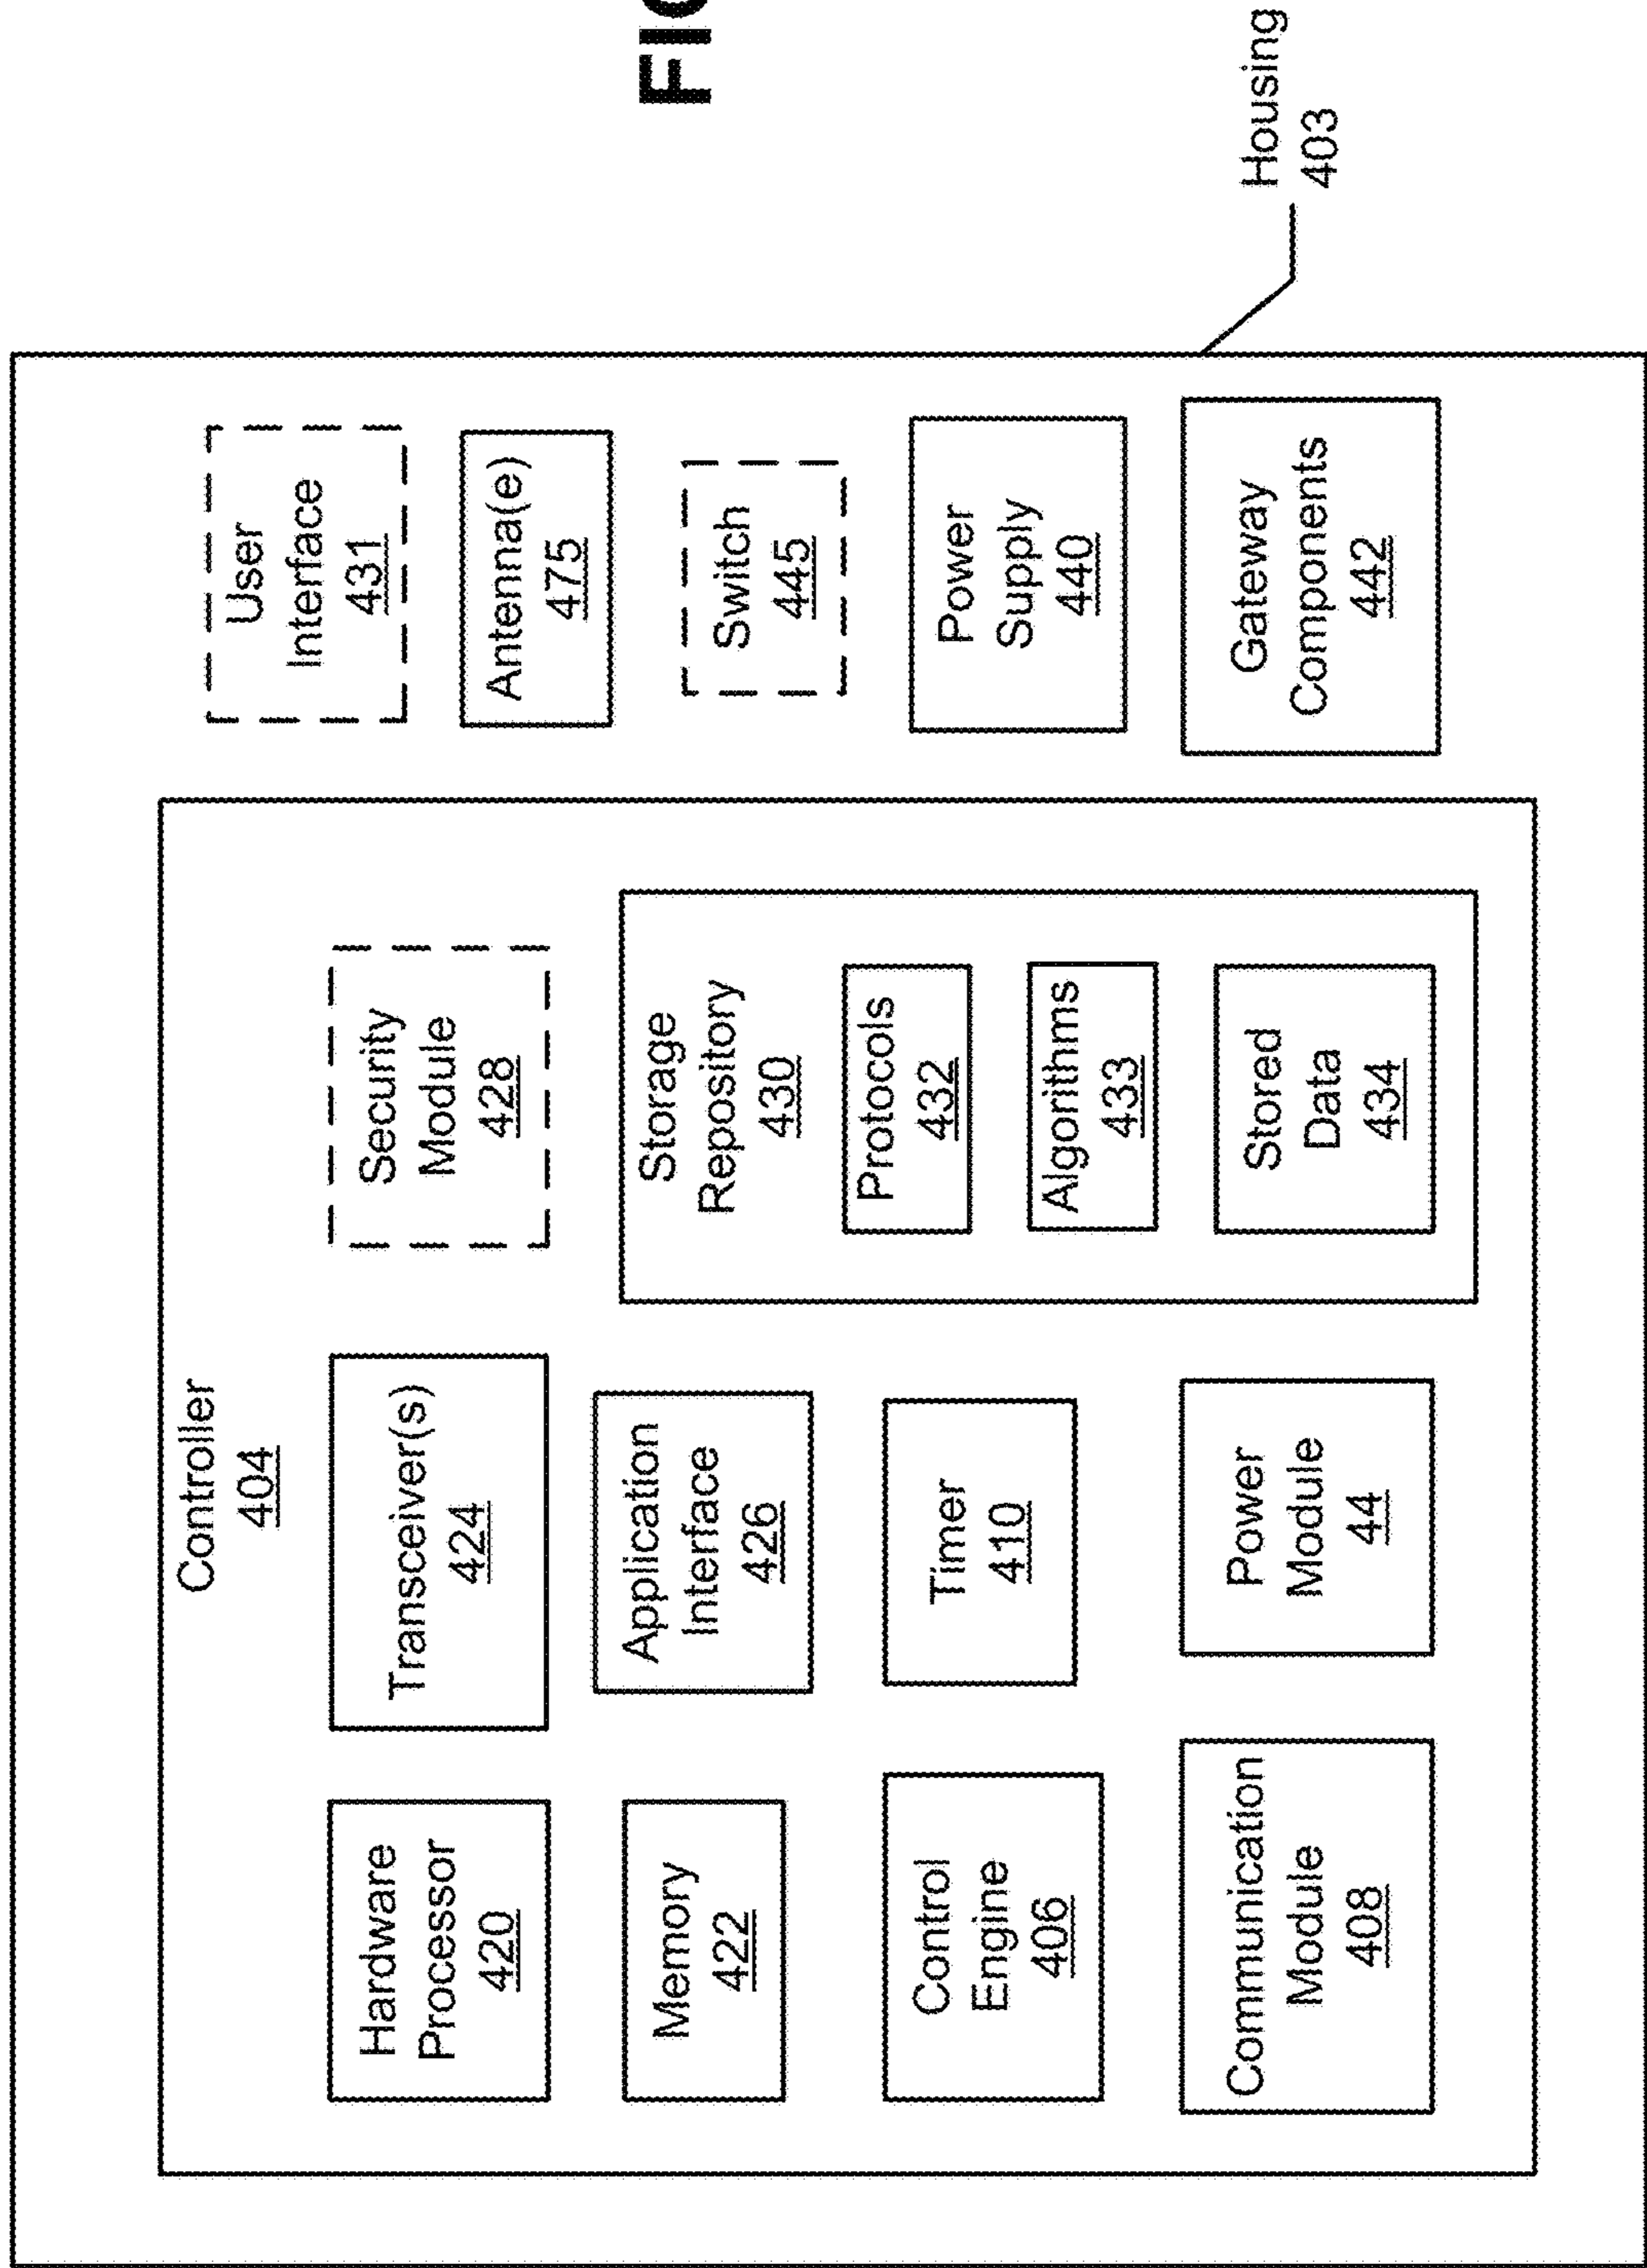 Controller
404
Hardware
Processor
420
Transceiver(s)
424
Security
Module
428
User
Interface
431
Memory
422
Application
Interface
426
Storage
Repository
430
Antenna(e)
475
Control
Engine
406
Timer
410
Protocols
432
Switch
445
Algorithms
433
Power
Supply
440
Communication
Module
408
Power
Module
44
Stored
Data
434
Gateway
Components
442
FIG
Housing
403